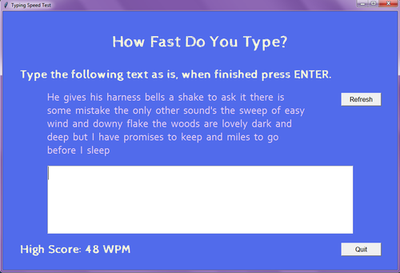 Typing Speed Test
How Fast Do You Type?
Type the following text as is, when finished press ENTER.
He gives his harness bells a shake to ask it there is
some mistake the only other sound's the sweep of easy
wind and downy flake the woods are lovely dark and
deep but I have promises to keep and miles to go
before I sleep
Refresh
High Score: 48 WPM
Quit